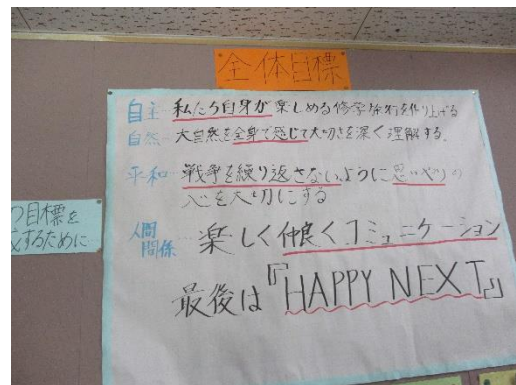 全体目標
自主…私たち自身が楽しめる修学旅行を作り上げる
自然…大自然を全身で感じて大切さを深く理解する。
平和…戦争を繰り返さないように思いやりの
心を大切にする
人間関係…楽しく仲良くコミュニケーション
最後は『HAPPY NEXT』
の目標を
するために